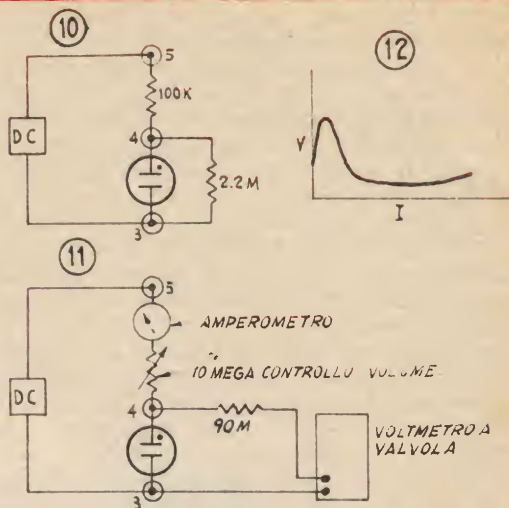 10
5
100K
DC
4
2.2M
3
12
V
I
11
5
AMPEROMETRO
10 MEGA CONTROLLO VOLUME
DC
4
90M
VOLTMETRO A
VALVOLA
3